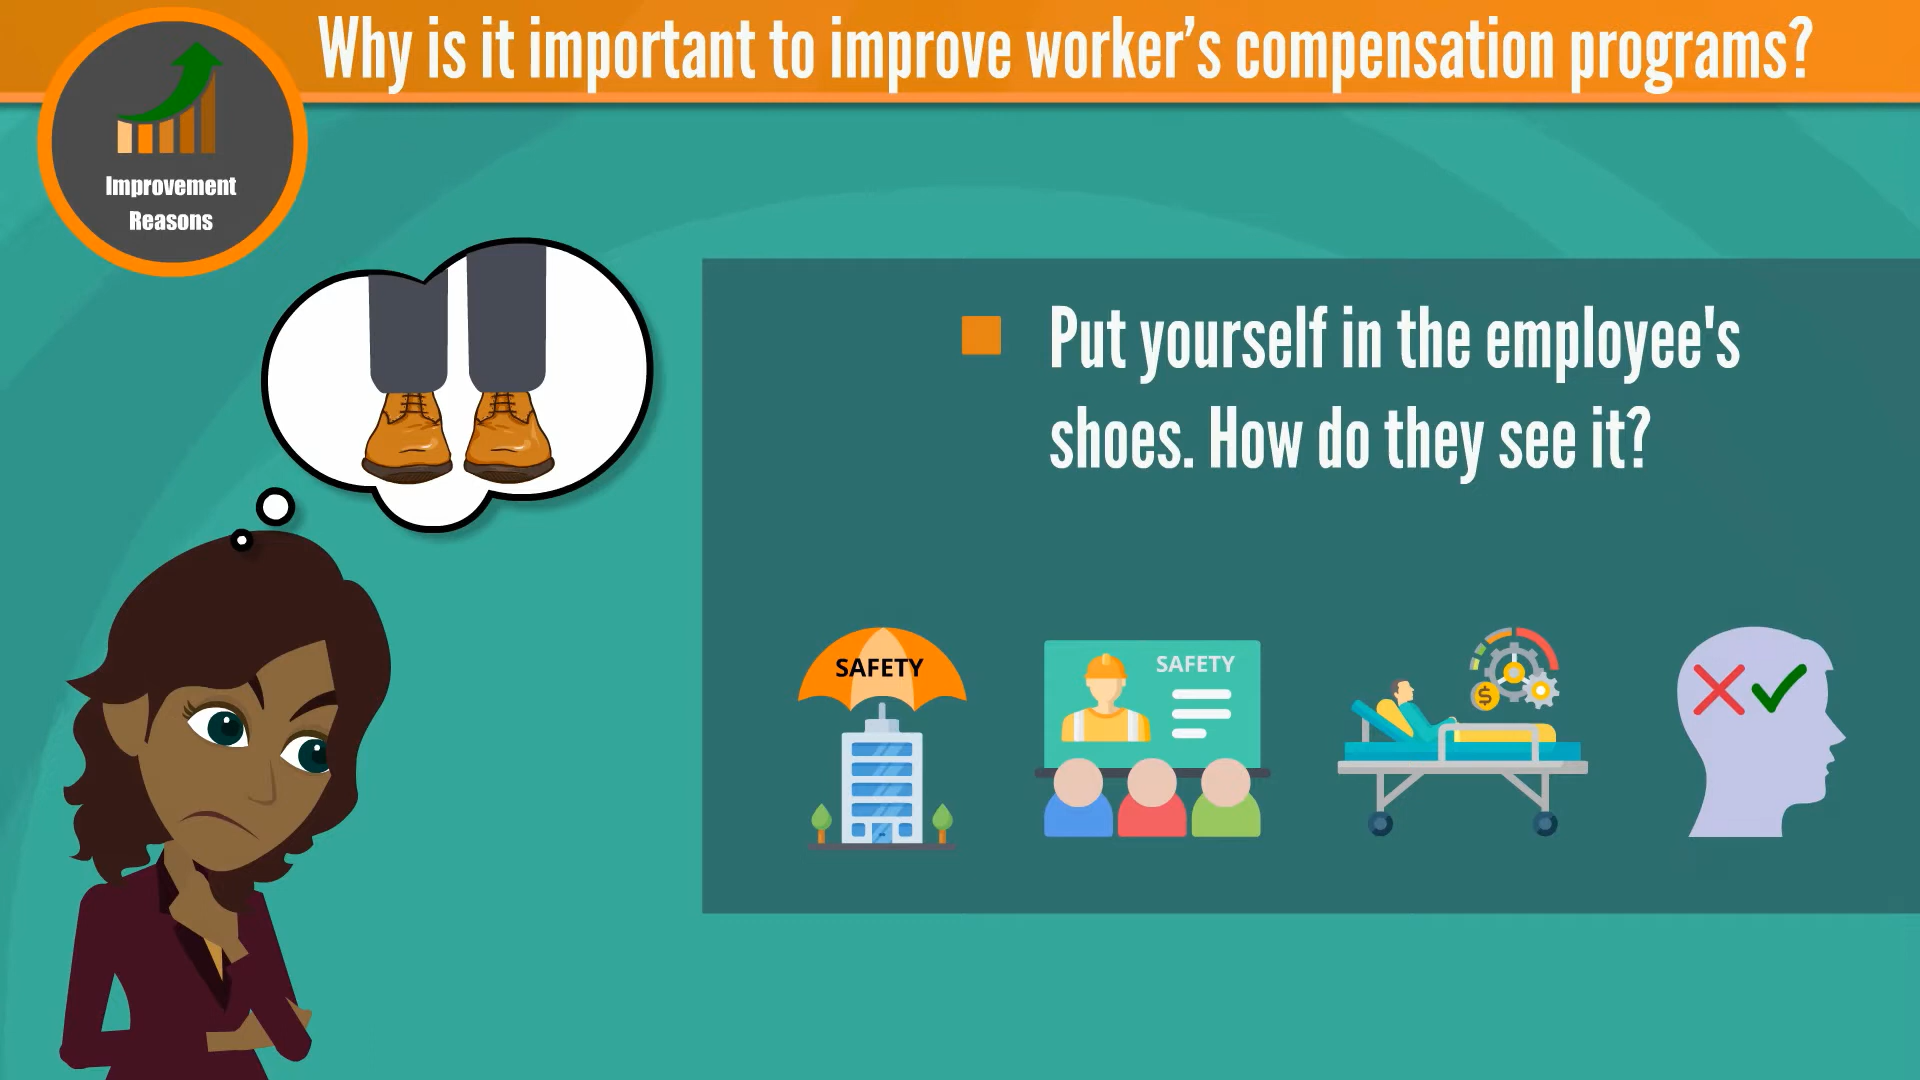 Why is it important to improve worker’s compensation programs?
Improvement
Reasons
Put yourself in the employee's
shoes. How do they see it?
SAFETY
SAFETY
$